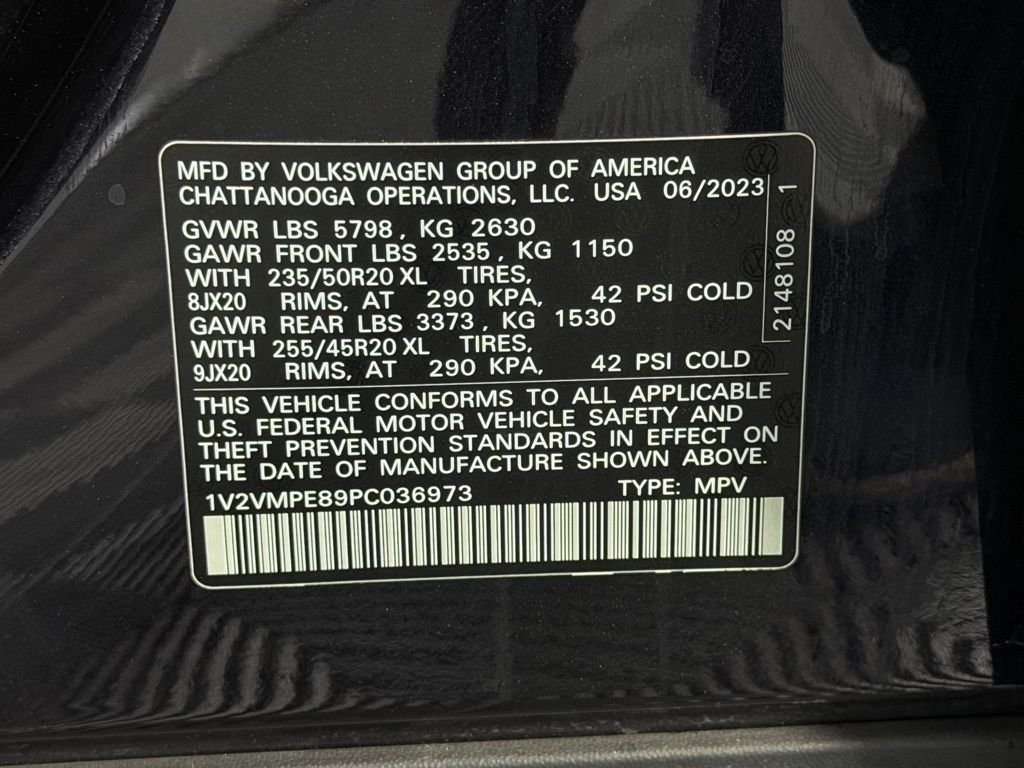 MFD BY VOLKSWAGEN GROUP OF AMERICA
CHATTANOOGA OPERATIONS, LLC. USA 06/2023
GVWR LBS 5798, KG 2630
GAWR FRONT LBS 2535, KG 1150
WITH 235/50R20 XL TIRES,
8JX20 RIMS, AT 290 KPA, 42 PSI COLD
GAWR REAR LBS 3373, KG 1530
WITH 255/45R20 XL TIRES,
9JX20 RIMS, AT 290 KPA, 42 PSI COLD
2148108 1
THIS VEHICLE CONFORMS TO ALL APPLICABLE
U.S. FEDERAL MOTOR VEHICLE SAFETY AND
THEFT PREVENTION STANDARDS IN EFFECT ON
THE DATE OF MANUFACTURE SHOWN ABOVE.
1V2VMPE89PC036973 TYPE: MPV